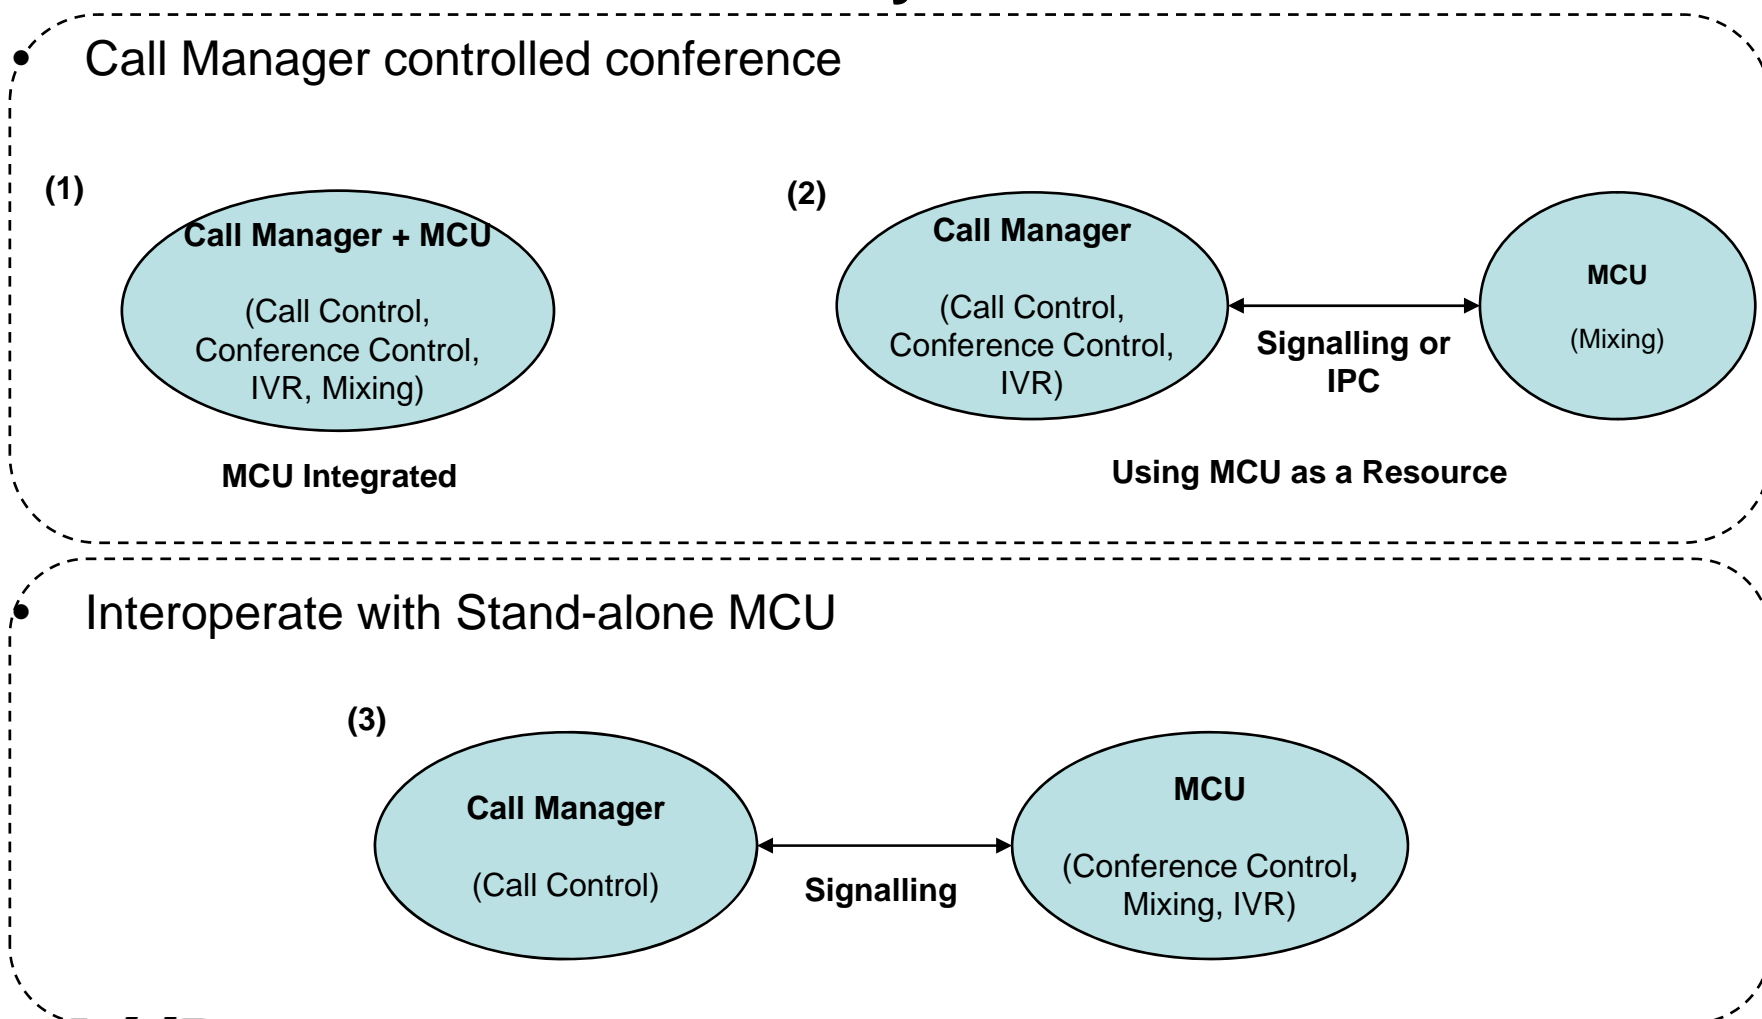 • Call Manager controlled conference
(1)
Call Manager + MCU
(Call Control,
Conference Control,
IVR, Mixing)
MCU Integrated
(2)
Call Manager
(Call Control,
Conference Control,
IVR)
Signalling or
IPC
MCU
(Mixing)
Using MCU as a Resource
• Interoperate with Stand-alone MCU
(3)
Call Manager
(Call Control)
Signalling
MCU
(Conference Control,
Mixing, IVR)